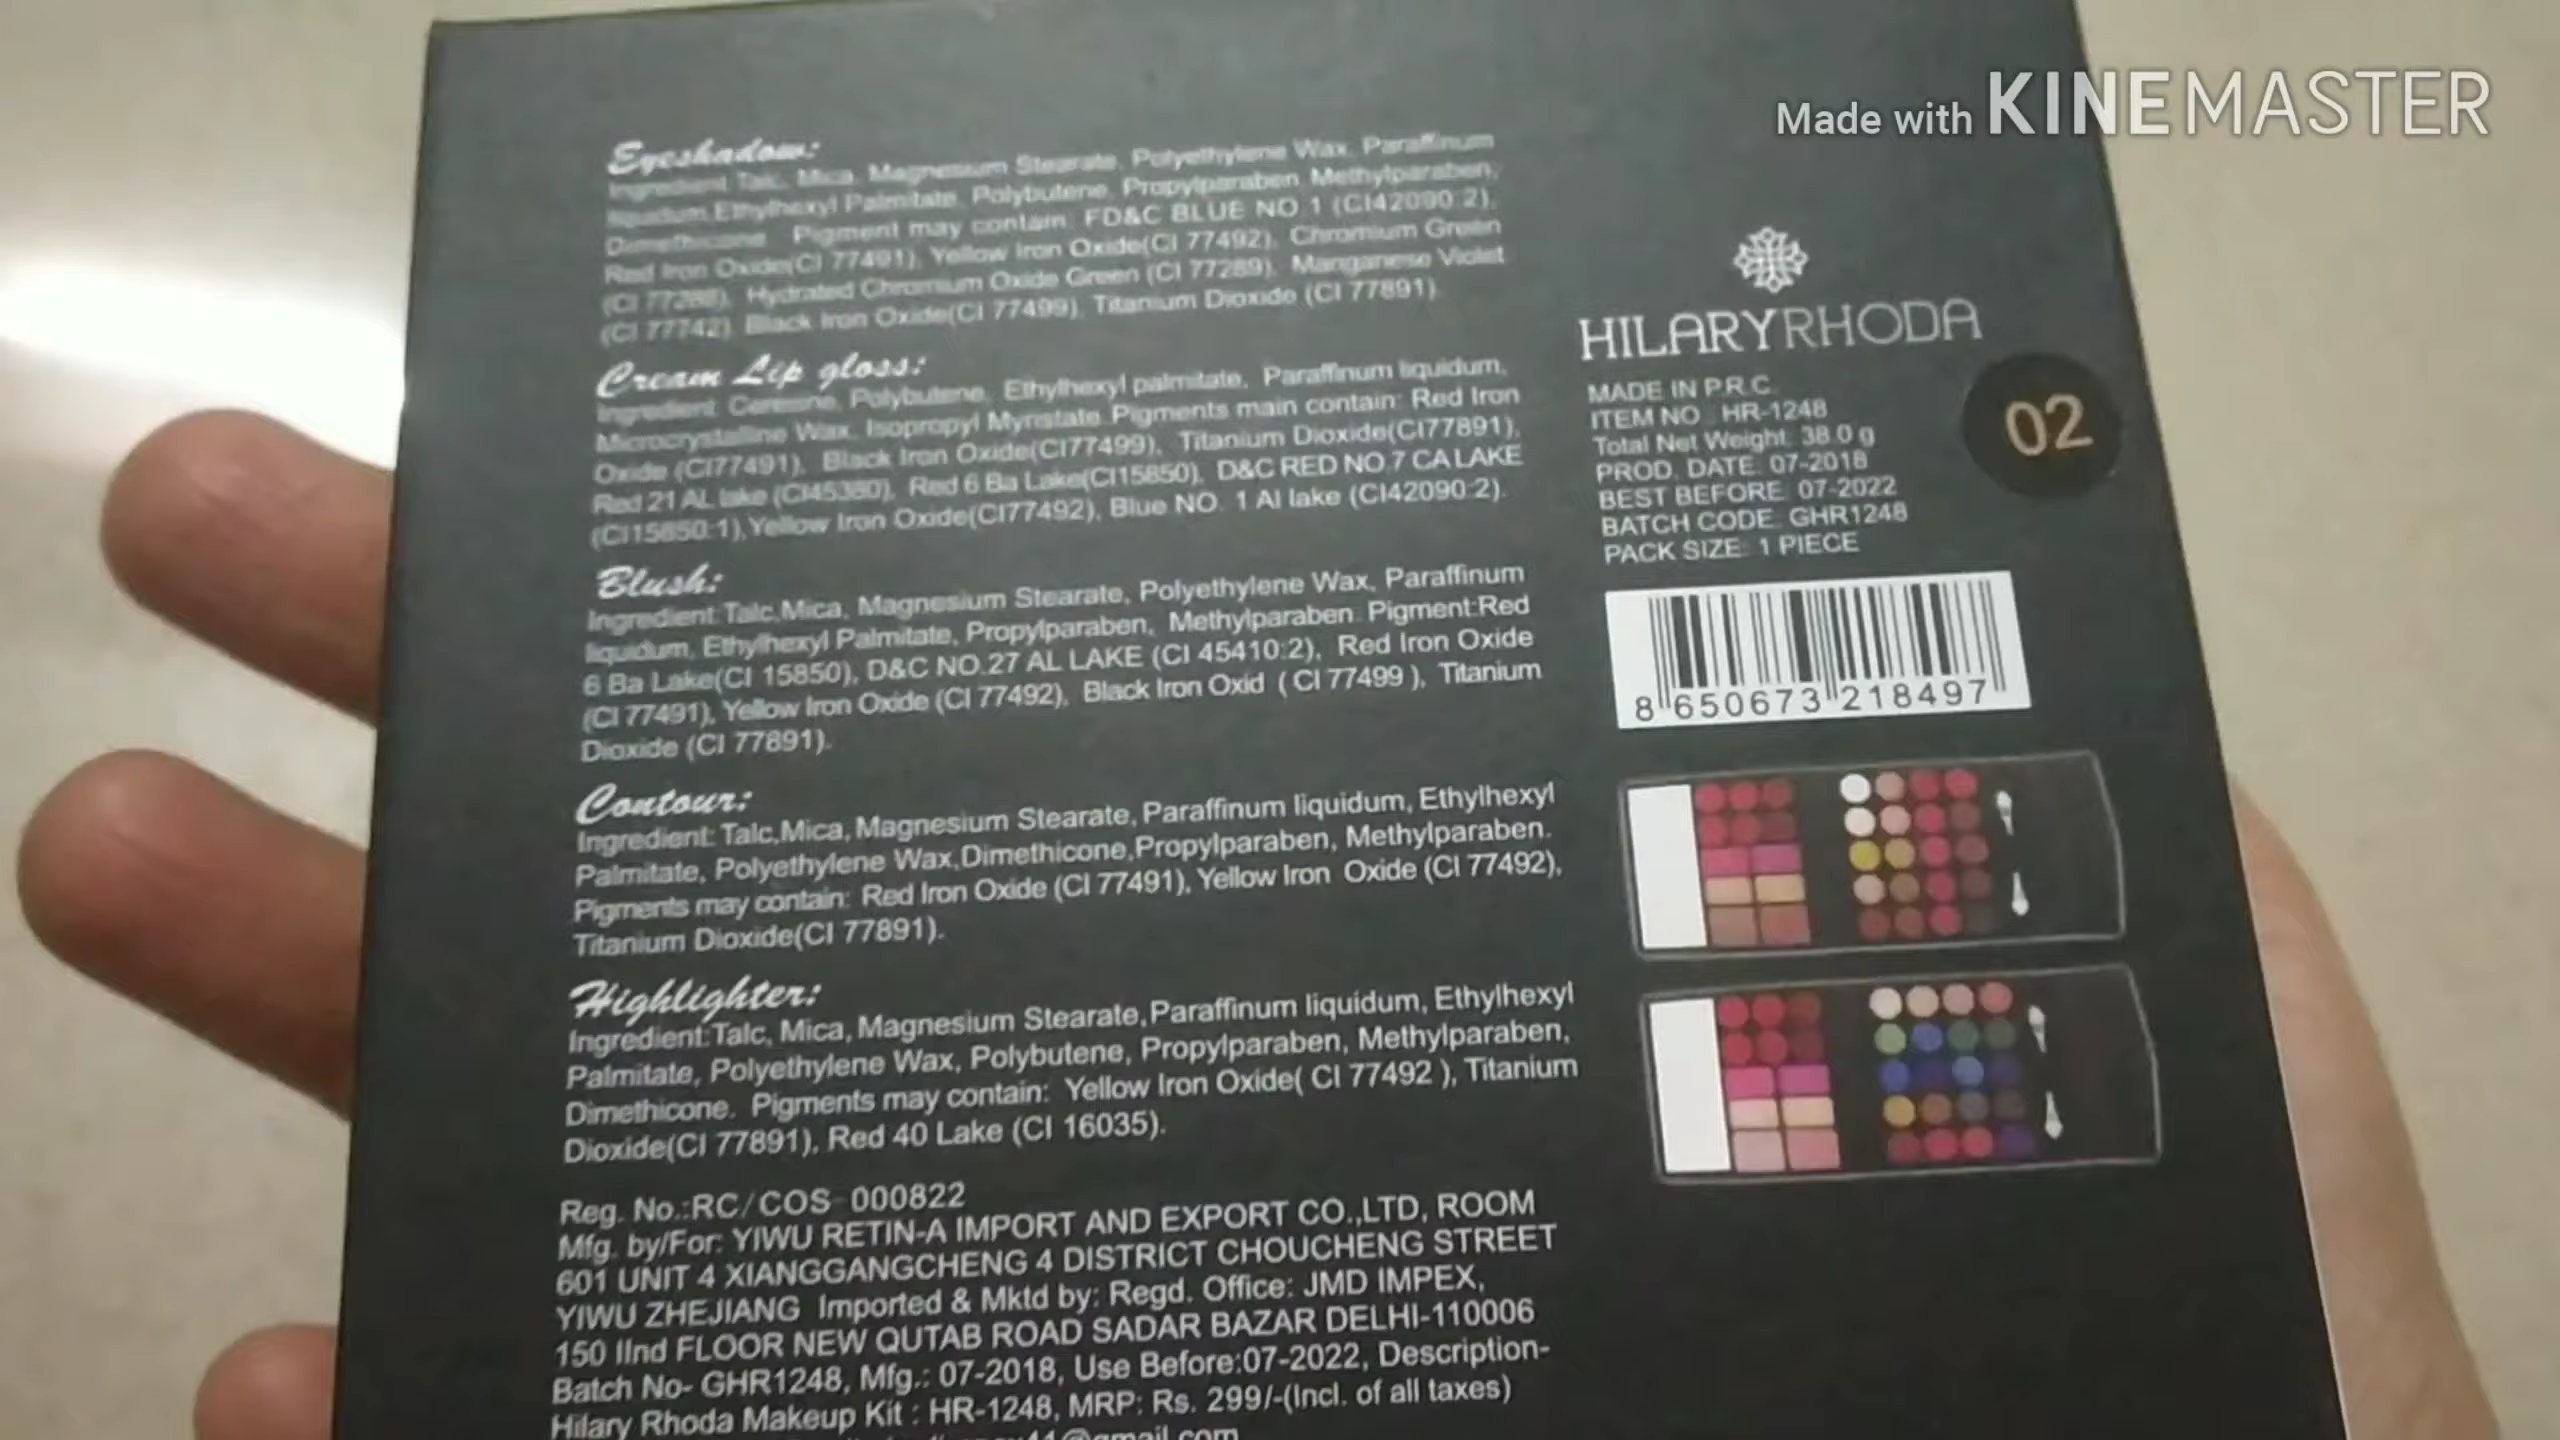 Made with KINEMASTER
Eyeshadow:
Ingredient Talc, Mica, Magnesium Stearate, Polyethylene Wax, Paraffinum
liquidum,Ethylhexyl Palmitate, Polybutene, Propylparaben, Methylparaben,
Dimethicone. Pigment may contain: FD&C BLUE NO.1 (CI42090:2),
Red Iron Oxide(CI 77491), Yellow Iron Oxide(CI 77492), Chromium Green
(CI 77288), Hydrated Chromium Oxide Green (CI 77289), Manganese Violet
(CI 77742), Black Iron Oxide(CI 77499), Titanium Dioxide (CI 77891).
Cream Lip gloss:
Ingredient: Polybutene, Ethylhexyl palmitate, Paraffinum liquidum,
Microcrystalline Wax, Isopropyl Myristate.Pigments main contain: Red Iron
Oxide (CI77491), Black Iron Oxide(CI77499), Titanium Dioxide(CI77891),
Red 21 AL lake (CI45380), Red 6 Ba Lake(CI15850), D&C RED NO.7 CA LAKE
(CI15850:1),Yellow Iron Oxide(CI77492), Blue NO. 1 Al lake (CI42090:2).
Blush:
Ingredient:Talc,Mica, Magnesium Stearate, Polyethylene Wax, Paraffinum
liquidum, Ethylhexyl Palmitate, Propylparaben, Methylparaben. Pigment:Red
6 Ba Lake(CI 15850), D&C NO.27 AL LAKE (CI 45410:2), Red Iron Oxide
(CI 77491), Yellow Iron Oxide (CI 77492), Black Iron Oxid ( CI 77499 ), Titanium
Dioxide (CI 77891).
Contour:
Ingredient: Talc,Mica, Magnesium Stearate, Paraffinum liquidum, Ethylhexyl
Palmitate, Polyethylene Wax,Dimethicone,Propylparaben, Methylparaben.
Pigments may contain: Red Iron Oxide (CI 77491), Yellow Iron Oxide (CI 77492),
Titanium Dioxide(CI 77891).
Highlighter:
Ingredient:Talc, Mica, Magnesium Stearate,Paraffinum liquidum, Ethylhexyl
Palmitate, Polyethylene Wax, Polybutene, Propylparaben, Methylparaben,
Dimethicone. Pigments may contain: Yellow Iron Oxide( CI 77492 ), Titanium
Dioxide(CI 77891), Red 40 Lake (CI 16035).
Reg. No.:RC/COS 000822
Mfg. by/For: YIWU RETIN-A IMPORT AND EXPORT CO.,LTD, ROOM
601 UNIT 4 XIANGGANGCHENG 4 DISTRICT CHOUCHENG STREET
YIWU ZHEJIANG Imported & Mktd by: Regd. Office: JMD IMPEX,
150 IInd FLOOR NEW QUTAB ROAD SADAR BAZAR DELHI-110006
Batch No- GHR1248, Mfg.: 07-2018, Use Before:07-2022, Description-
Hilary Rhoda Makeup Kit : HR-1248, MRP: Rs. 299/-(Incl. of all taxes)
HILARYRHODA
MADE IN P.R.C.
ITEM NO : HR-1248
Total Net Weight: 38.0 g
PROD. DATE: 07-2018
BEST BEFORE: 07-2022
BATCH CODE: GHR1248
PACK SIZE: 1 PIECE
02
8 650673 218497